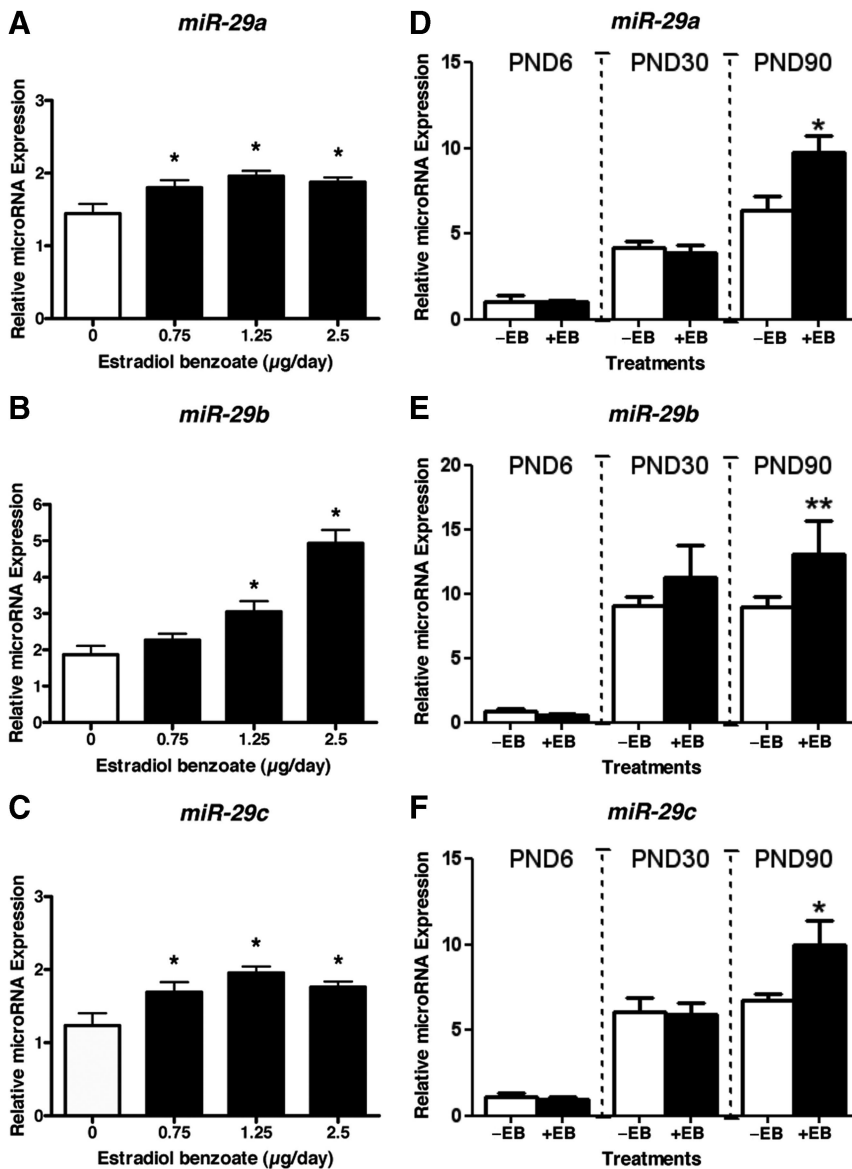 A
miR-29a
Relative microRNA Expression
3
2
1
0
*
*
*
0 0.75 1.25 2.5
Estradiol benzoate (µg/day)
D
miR-29a
Relative microRNA Expression
15
10
5
0
PND6 PND30 PND90
*
−EB +EB −EB +EB −EB +EB
Treatments
B
miR-29b
Relative microRNA Expression
6
5
4
3
2
1
0
*
*
0 0.75 1.25 2.5
Estradiol benzoate (µg/day)
E
miR-29b
Relative microRNA Expression
20
15
10
5
0
PND6 PND30 PND90
**
−EB +EB −EB +EB −EB +EB
Treatments
C
miR-29c
Relative microRNA Expression
3
2
1
0
*
*
*
0 0.75 1.25 2.5
Estradiol benzoate (µg/day)
F
miR-29c
Relative microRNA Expression
15
10
5
0
PND6 PND30 PND90
*
−EB +EB −EB +EB −EB +EB
Treatments